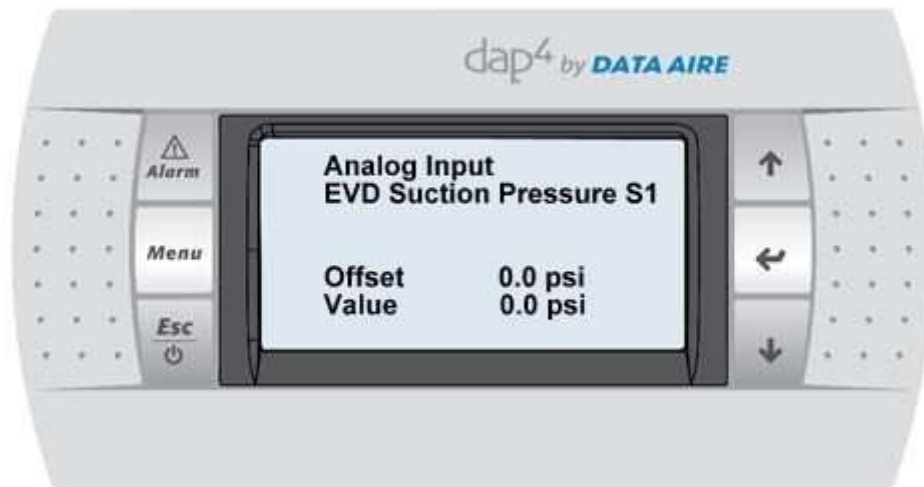 dap4 by DATA AIRE
Alarm
Menu
Esc
Analog Input
EVD Suction Pressure S1
Offset 0.0 psi
Value 0.0 psi